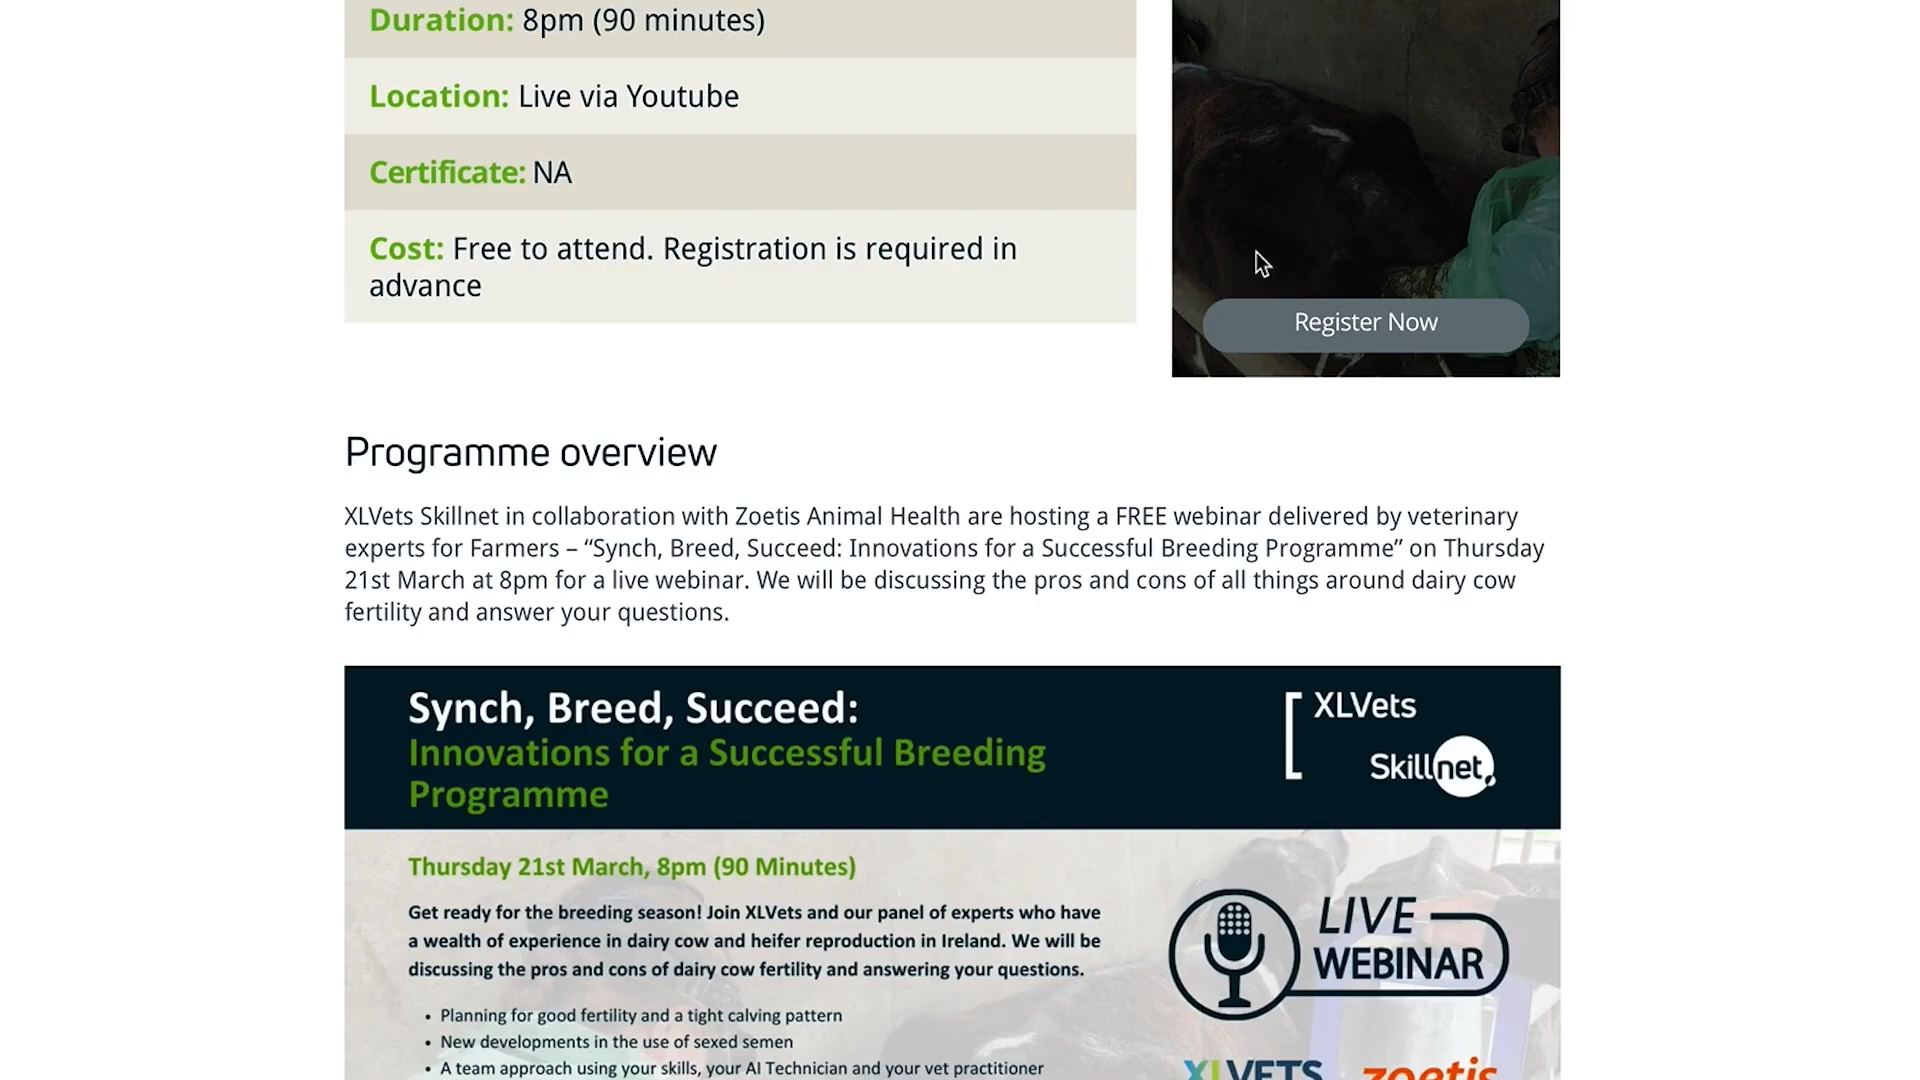 Duration: 8pm (90 minutes)
Location: Live via Youtube
Certificate: NA
Cost: Free to attend. Registration is required in
advance
Register Now
Programme overview
XLVets Skillnet in collaboration with Zoetis Animal Health are hosting a FREE webinar delivered by veterinary
experts for Farmers – “Synch, Breed, Succeed: Innovations for a Successful Breeding Programme” on Thursday
21st March at 8pm for a live webinar. We will be discussing the pros and cons of all things around dairy cow
fertility and answer your questions.
Synch, Breed, Succeed:
Innovations for a Successful Breeding
Programme
XLVets
Skillnet
Thursday 21st March, 8pm (90 Minutes)
Get ready for the breeding season! Join XLVets and our panel of experts who have
a wealth of experience in dairy cow and heifer reproduction in Ireland. We will be
discussing the pros and cons of dairy cow fertility and answering your questions.
LIVE
WEBINAR
• Planning for good fertility and a tight calving pattern
• New developments in the use of sexed semen
• A team approach using your skills, your AI Technician and your vet practitioner
XLVETS zoetis